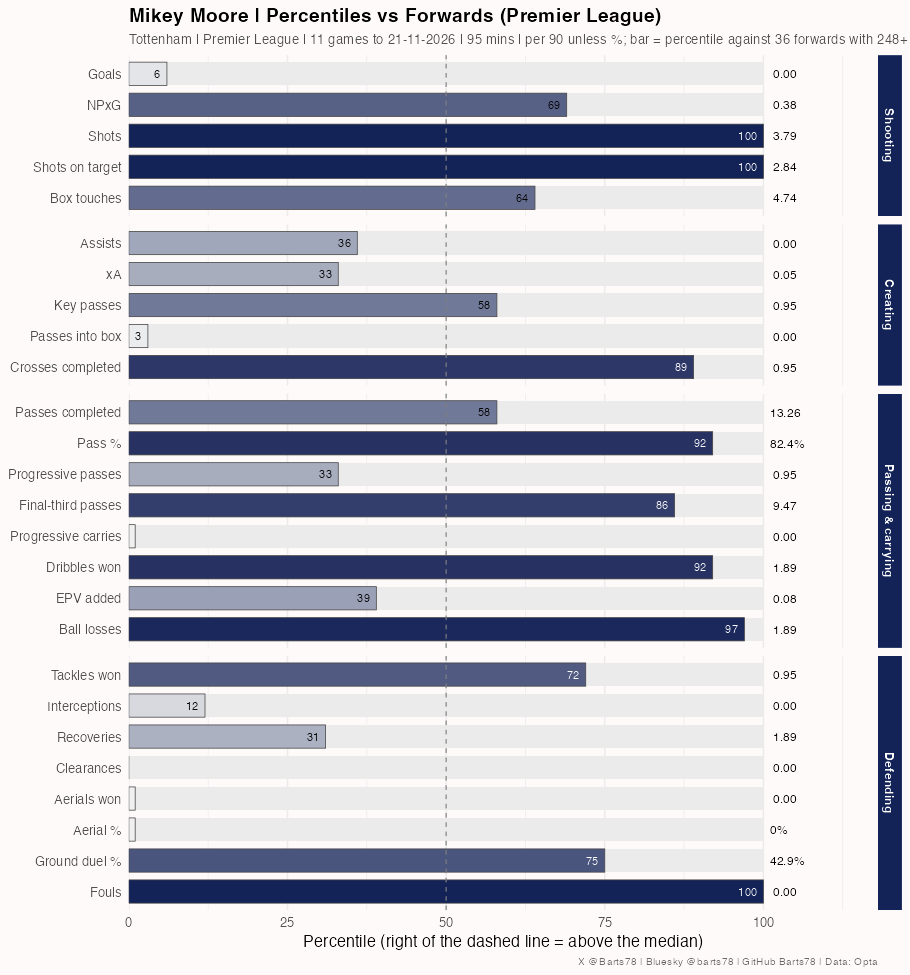 Mikey Moore | Percentiles vs Forwards (Premier League)
Tottenham | Premier League | 11 games to 21-11-2026 | 95 mins | per 90 unless %; bar = percentile against 36 forwards with 248+
Shooting
Goals 6 0.00
NPxG 69 0.38
Shots 100 3.79
Shots on target 100 2.84
Box touches 64 4.74
Creating
Assists 36 0.00
xA 33 0.05
Key passes 58 0.95
Passes into box 3 0.00
Crosses completed 89 0.95
Passing & carrying
Passes completed 58 13.26
Pass % 92 82.4%
Progressive passes 33 0.95
Final-third passes 86 9.47
Progressive carries 0.00
Dribbles won 92 1.89
EPV added 39 0.08
Ball losses 97 1.89
Defending
Tackles won 72 0.95
Interceptions 12 0.00
Recoveries 31 1.89
Clearances 0.00
Aerials won 0.00
Aerial % 0%
Ground duel % 75 42.9%
Fouls 100 0.00
0 25 50 75 100
Percentile (right of the dashed line = above the median)
X @Barts78 | Bluesky @barts78 | GitHub Barts78 | Data: Opta